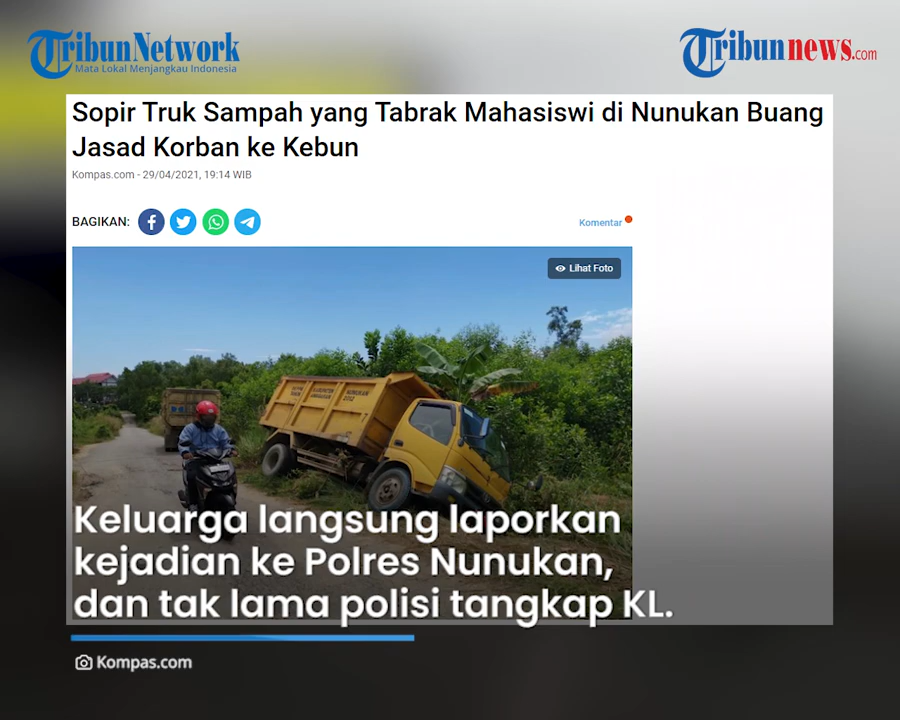 TribunNetwork
Mata Lokal Menjangkau Indonesia
Tribunnews.com
Sopir Truk Sampah yang Tabrak Mahasiswi di Nunukan Buang
Jasad Korban ke Kebun
Kompas.com - 29/04/2021, 19:14 WIB
BAGIKAN:
Komentar
Lihat Foto
Keluarga langsung laporkan
kejadian ke Polres Nunukan,
dan tak lama polisi tangkap KL.
Kompas.com